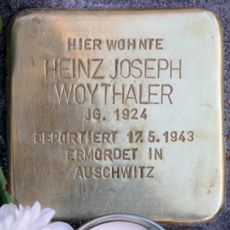 HIER WOHNTE
HEINZ JOSEPH
WOYTHALER
JG. 1924
DEPORTIERT 17.5.1943
ERMORDET IN
AUSCHWITZ